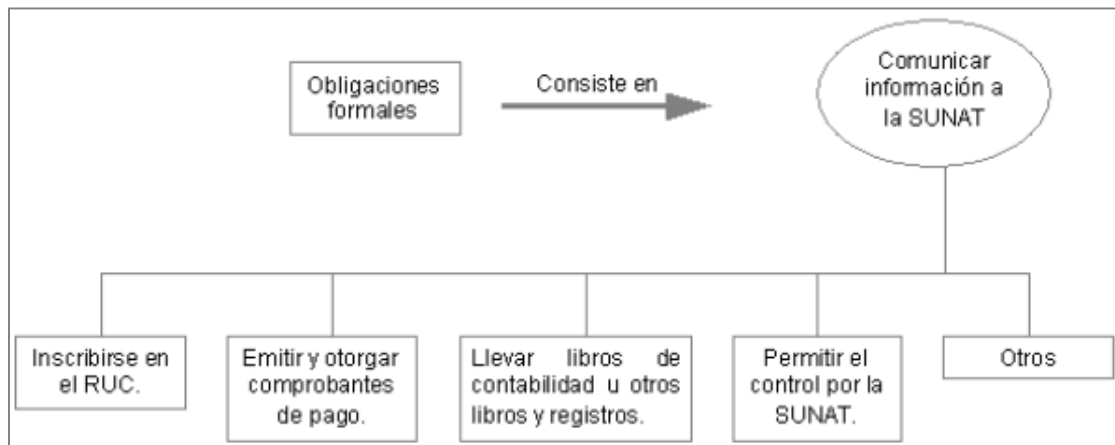 Obligaciones
formales
Consiste en
Comunicar
información a
la SUNAT
Inscribirse en
el RUC.
Emitir y otorgar
comprobantes
de pago.
Llevar libros de
contabilidad u otros
libros y registros.
Permitir el
control por la
SUNAT.
Otros